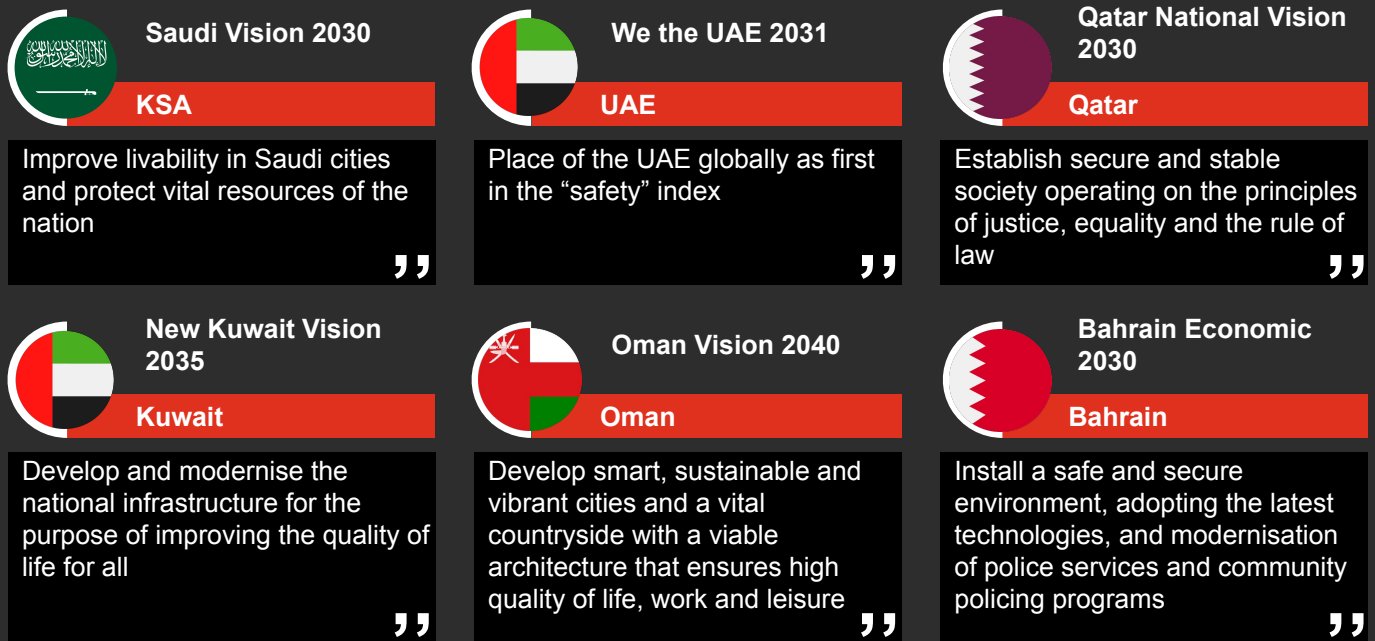 Saudi Vision 2030
KSA
Improve livability in Saudi cities
and protect vital resources of the
nation
”
We the UAE 2031
UAE
Place of the UAE globally as first
in the “safety” index
”
Qatar National Vision
2030
Qatar
Establish secure and stable
society operating on the principles
of justice, equality and the rule of
law
”
New Kuwait Vision
2035
Kuwait
Develop and modernise the
national infrastructure for the
purpose of improving the quality of
life for all
”
Oman Vision 2040
Oman
Develop smart, sustainable and
vibrant cities and a vital
countryside with a viable
architecture that ensures high
quality of life, work and leisure
”
Bahrain Economic
2030
Bahrain
Install a safe and secure
environment, adopting the latest
technologies, and modernisation
of police services and community
policing programs
”